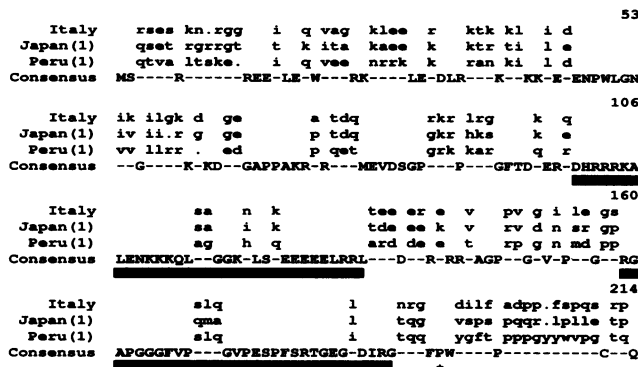 53
Italy rses kn.rgg i q vag klee r ktk kl i d
Japan(1) qset rgrrgt t k ita kaee k ktr ti l e
Peru(1) qtva ltske. i q vee nrrk k ran ki l d
Consensus MS----R-------REE-LE-W---RK----LE-DLR---K--KK-E-ENPWLGN
106
Italy ik ilgk d ge a tdq rkr lrg k q
Japan(1) iv ii.r g ge p tdq gkr hks k e
Peru(1) vv llrr . ed p qet grk kar q r
Consensus --G----K-KD--GAPPAKR-R---MEVDSGP---P---GFTD-ER-DHRRRKA
160
Italy sa n k tee er e v pv g i le gs
Japan(1) sa i k tde ee k v rv d n sr gp
Peru(1) ag h q ard de e t rp g n md pp
Consensus LENKKKQL--GGK-LS-EEEEELRRL---D--R-RR-AGP--G-V-P--G--RG
214
Italy slq l nrg dilf adpp.fspqs rp
Japan(1) qma l tqg vsps pqqr.lpllet p
Peru(1) slq i tqq ygft pppgyywvpg tq
Consensus APGGGFVP---GVPESPFSRTGEG-DIRG---FPW----P----------C--Q
*